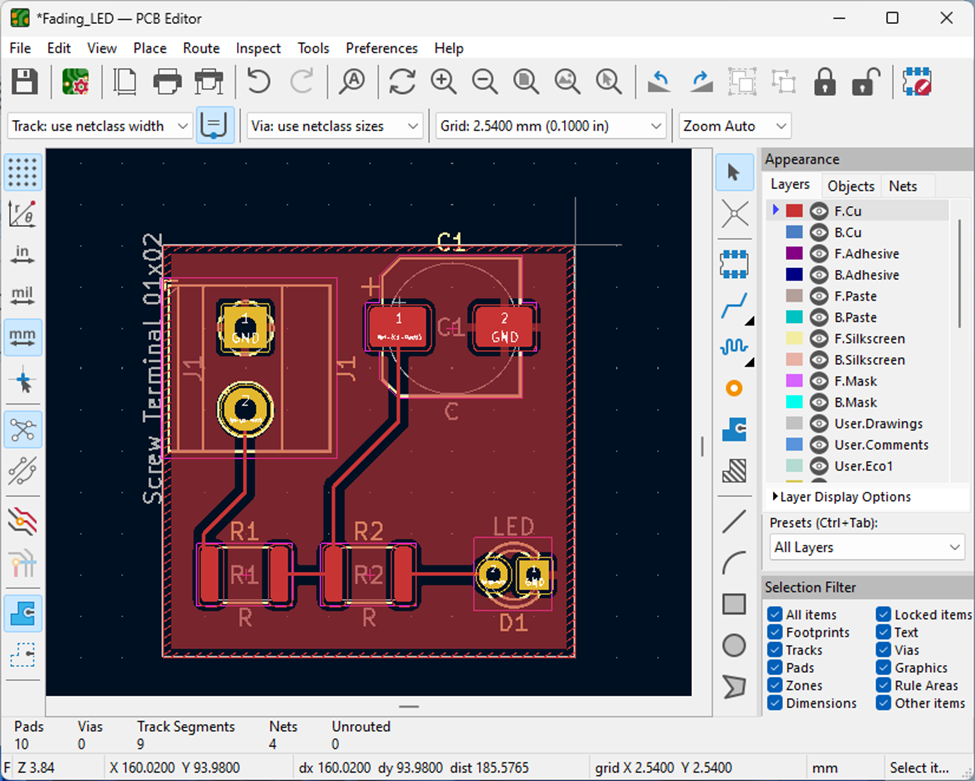 *Fading_LED — PCB Editor
File Edit View Place Route Inspect Tools Preferences Help
Track: use netclass width Via: use netclass sizes Grid: 2.5400 mm (0.1000 in) Zoom Auto
Appearance
Layers Objects Nets
F.Cu
B.Cu
F.Adhesive
B.Adhesive
F.Paste
B.Paste
F.Silkscreen
B.Silkscreen
F.Mask
B.Mask
User.Drawings
User.Comments
User.Eco1
Layer Display Options
Presets (Ctrl+Tab):
All Layers
Selection Filter
All items Locked items
Footprints Text
Tracks Vias
Pads Graphics
Zones Rule Areas
Dimensions Other items
in
mil
mm
Screw_Terminal_01x02
C1
+
1
GND
2
J1
J1
1
C1
2
GND
C
R1
R2
LED
R1
R2
2
1
GND
R
R
D1
Pads Vias Track Segments Nets Unrouted
10 0 9 4 0
F Z 3.84 X 160.0200 Y 93.9800 dx 160.0200 dy 93.9800 dist 185.5765 grid X 2.5400 Y 2.5400 mm Select it...